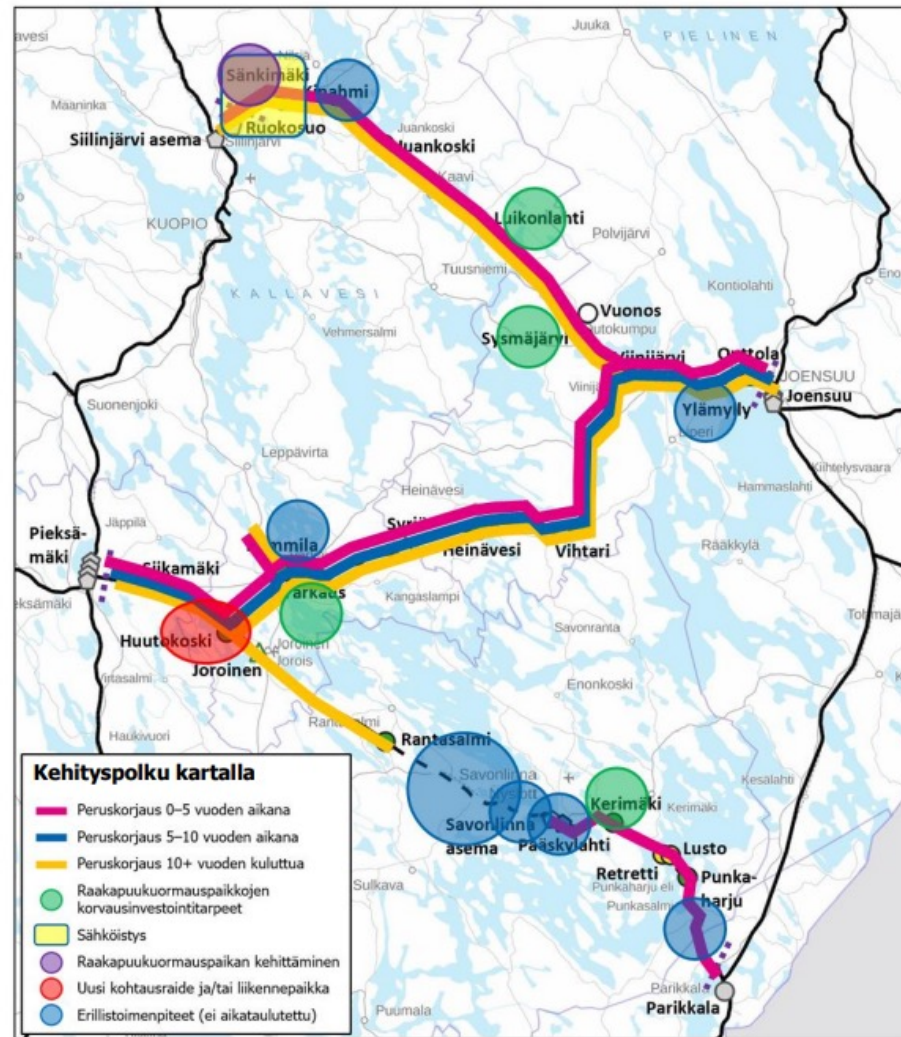 PIELINEN
Juuka
Maaninka
Sänkimäki
Ruokosuo
Siilinjärvi asema
Siilinjärvi
Juankoski
Juankoski
Kaavi
KUOPIO
Luikonlahti
Polvijärvi
Tuusniemi
Kontiolahti
KALLAVESI
Vehmersalmi
Vuonos
Outokumpu
Sysmäjärvi
Viinijärvi
JOENSUU
Joensuu
Ylämylly
Suonenjoki
Leppävirta
Kiihtelysvaara
Hammaslahti
Heinävesi
Jäppilä
Pieksä-
mäki
Siikamäki
Heinävesi
Vihtari
Rääkkylä
Kangaslampi
Huutokoski
Joroinen
Joroinen
Jorois
Savonranta
Virtasalmi
Enonkoski
Haukivuori
Rantasalmi
Rantasalmi
Kesälahti
Savonlinna
Savonlinna
asema
Pääskylahti
Kerimäki
Kerimäki
Lusto
Retretti
Punka-
harju
Punkaharju eli
Punkasalmi
Sulkava
Parikkala
Parikkala
Puumala
Kehityspolku kartalla
Peruskorjaus 0–5 vuoden aikana
Peruskorjaus 5–10 vuoden aikana
Peruskorjaus 10+ vuoden kuluttua
Raakapuukuormauspaikkojen
korvausinvestointitarpeet
Sähköistys
Raakapuukuormauspaikan kehittäminen
Uusi kohtausraide ja/tai liikennepaikka
Erillistoimenpiteet (ei aikataulutettu)